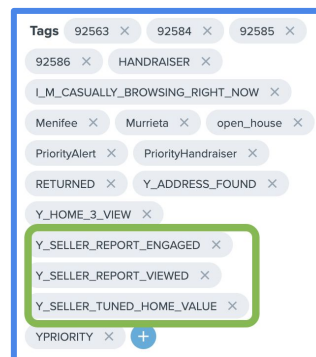 Tags 92563 × 92584 × 92585 ×
92586 × HANDRAISER ×
I_M_CASUALLY_BROWSING_RIGHT_NOW ×
Menifee × Murrieta × open_house ×
PriorityAlert × PriorityHandraiser ×
RETURNED × Y_ADDRESS_FOUND ×
Y_HOME_3_VIEW ×
Y_SELLER_REPORT_ENGAGED ×
Y_SELLER_REPORT_VIEWED ×
Y_SELLER_TUNED_HOME_VALUE ×
YPRIORITY × +